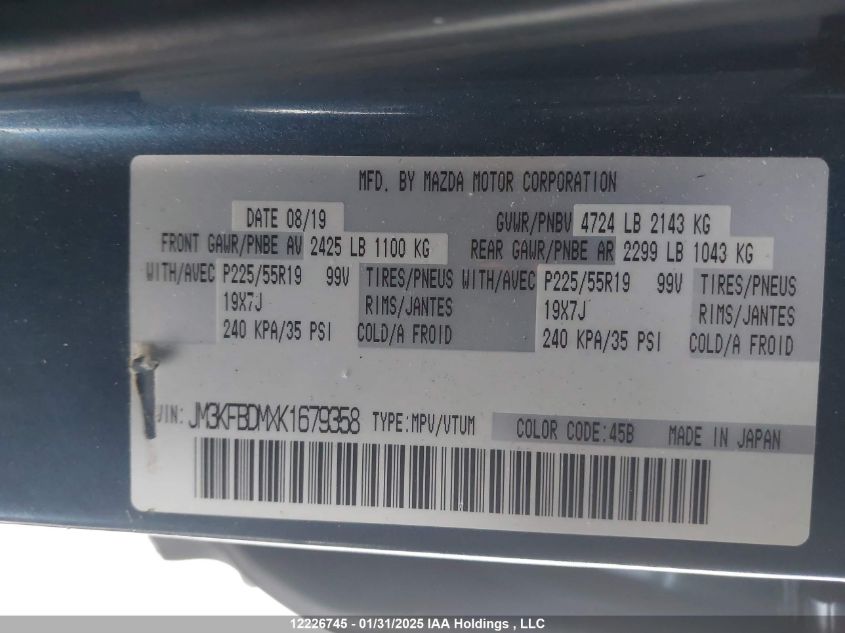 MFD. BY MAZDA MOTOR CORPORATION
DATE 08/19 GVWR/PNBV 4724 LB 2143 KG
FRONT GAWR/PNBE AV 2425 LB 1100 KG REAR GAWR/PNBE AR 2299 LB 1043 KG
WITH/AVEC P225/55R19 99V TIRES/PNEUS WITH/AVEC P225/55R19 99V TIRES/PNEUS
19X7J RIMS/JANTES 19X7J RIMS/JANTES
240 KPA/35 PSI COLD/A FROID 240 KPA/35 PSI COLD/A FROID
VIN: JM3KFBDMXK1679358 TYPE:MPV/VTUM COLOR CODE:45B MADE IN JAPAN
12226745 - 01/31/2025 IAA Holdings , LLC